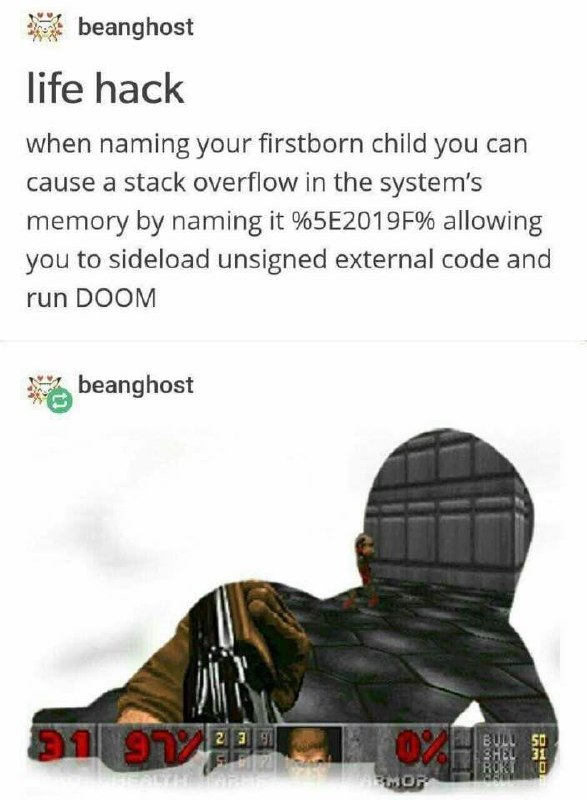 beanghost
life hack
when naming your firstborn child you can
cause a stack overflow in the system's
memory by naming it %5E2019F% allowing
you to sideload unsigned external code and
run DOOM
beanghost
31 97% 2 3 0% BULL 50
SHEL 31
RCKT 0
ARMOR